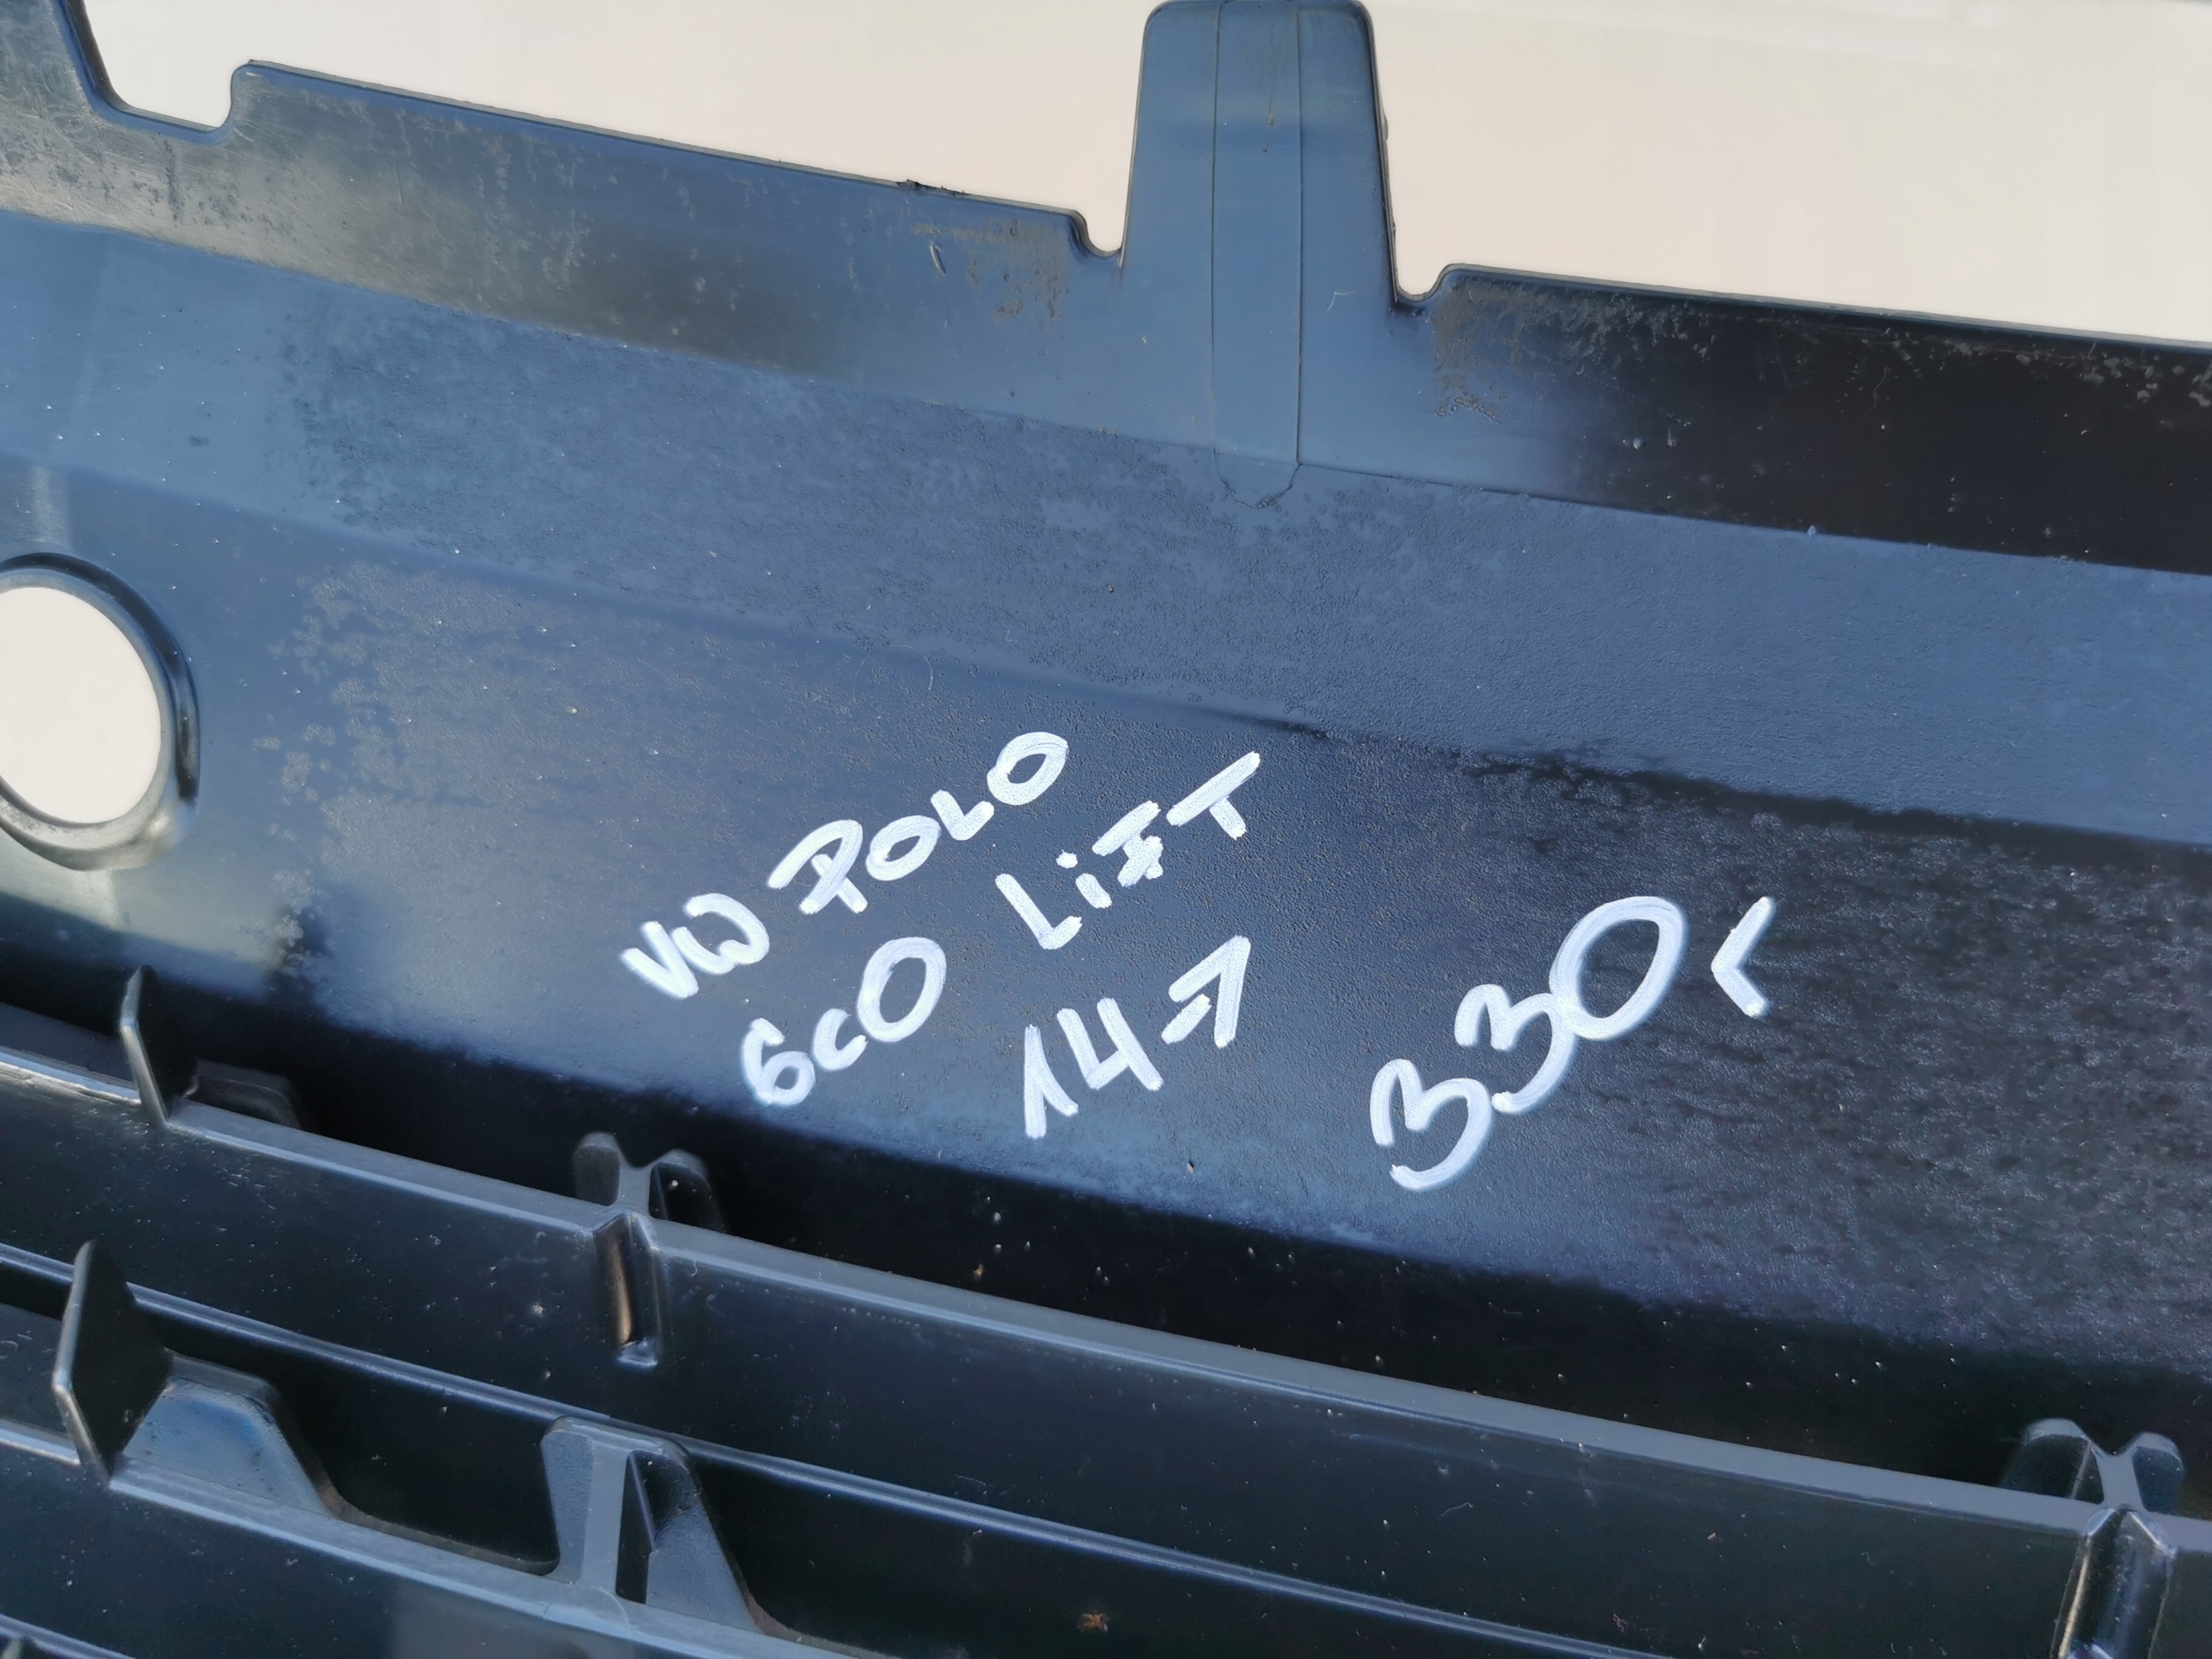 VW POLO
6C0 LiFT
14->
330<